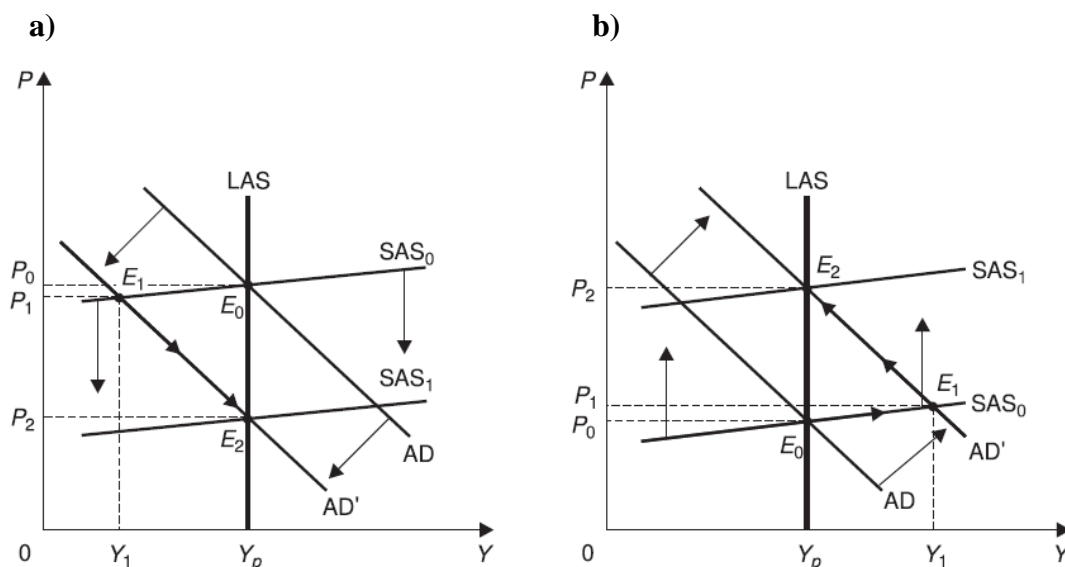 a)
P
LAS
SAS₀
P₀
P₁
E₁
E₀
SAS₁
P₂
E₂
AD
AD'
0
Y₁
Yₚ
Y
b)
P
LAS
E₂
SAS₁
P₂
E₁
P₁
SAS₀
P₀
E₀
AD'
AD
0
Yₚ
Y₁
Y